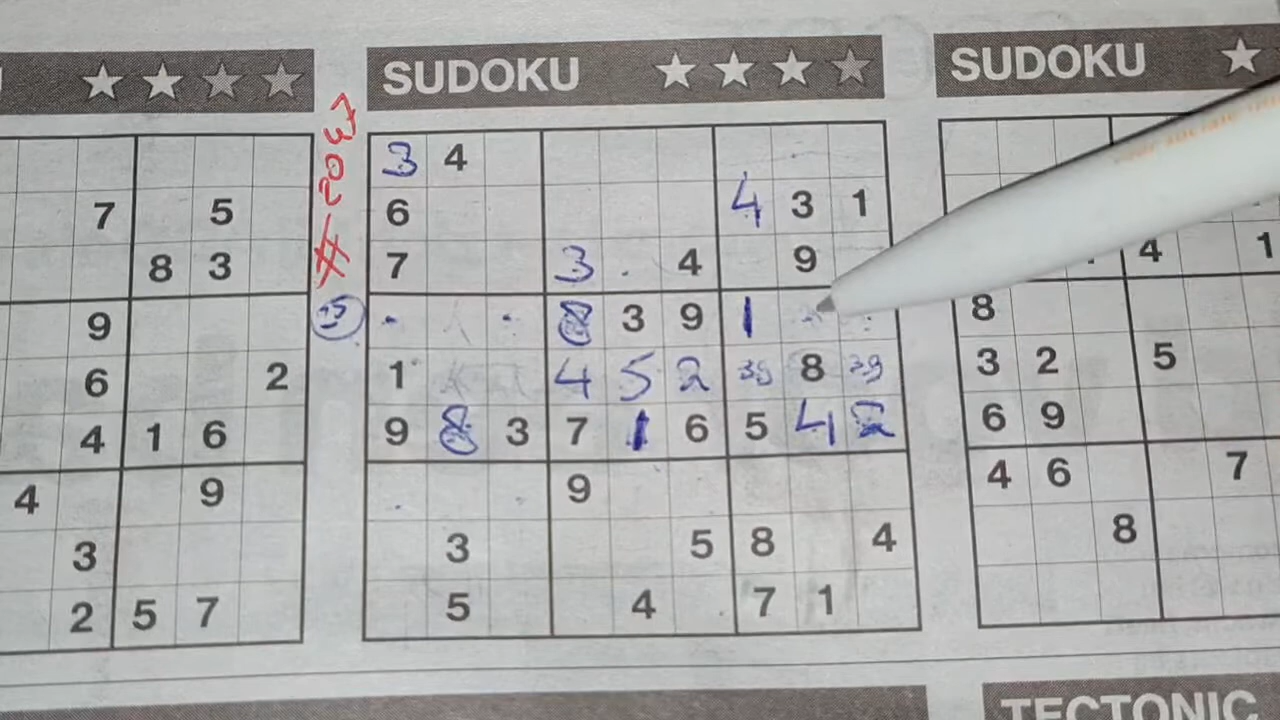 SUDOKU
SUDOKU
#2037
7 5
8 3
9
6 2
4 1 6
4 9
3
2 5 7
3 4
6 4 3 1
7 3 4 9
8 3 9 1
1 4 5 2 39 8 39
9 8 3 7 1 6 5 4 2
9
3 5 8 4
5 4 7 1
4 1
8
3 2 5
6 9
4 6 7
8
TECTONIC